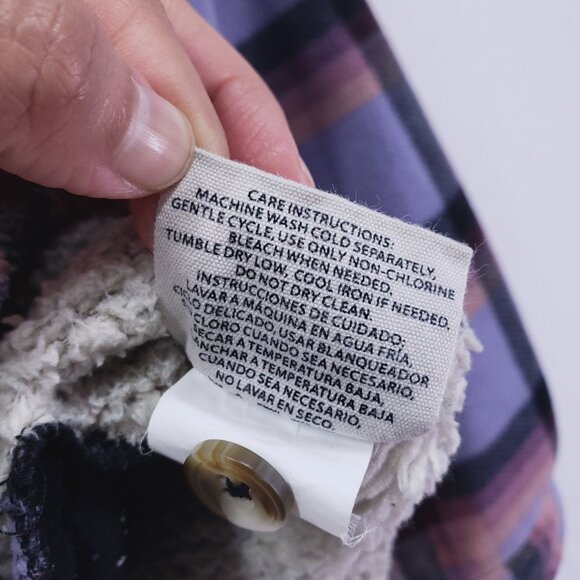 CARE INSTRUCTIONS:
MACHINE WASH COLD SEPARATELY,
GENTLE CYCLE. USE ONLY NON-CHLORINE
BLEACH WHEN NEEDED.
TUMBLE DRY LOW. COOL IRON IF NEEDED.
DO NOT DRY CLEAN.
INSTRUCCIONES DE CUIDADO:
LAVAR A MÁQUINA EN AGUA FRÍA,
DELICADO. USAR BLANQUEADOR
CLORO CUANDO SEA NECESARIO.
SECAR A TEMPERATURA BAJA,
PLANCHAR A TEMPERATURA BAJA
CUANDO SEA NECESARIO.
NO LAVAR EN SECO.